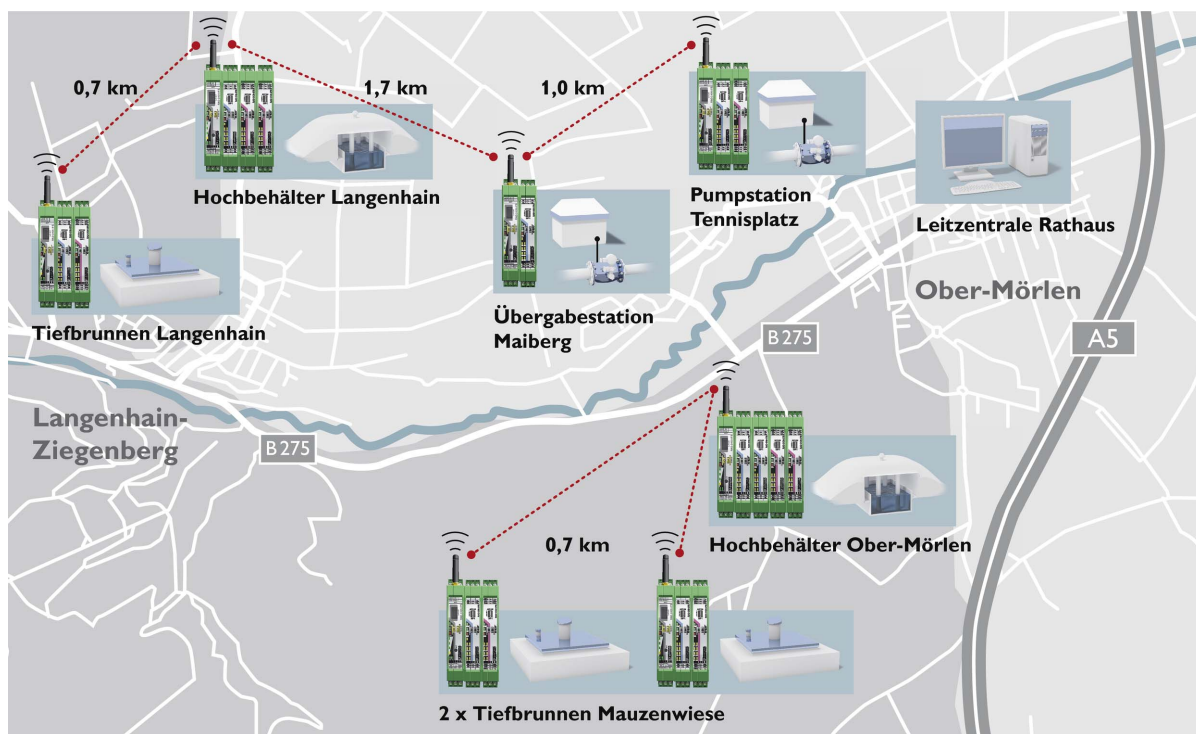 0,7 km
1,7 km
1,0 km
Hochbehälter Langenhain
Pumpstation
Tennisplatz
Leitzentrale Rathaus
Tiefbrunnen Langenhain
Übergabestation
Maiberg
Ober-Mörlen
B 275
A5
Langenhain-
Ziegenberg
B 275
0,7 km
Hochbehälter Ober-Mörlen
2 x Tiefbrunnen Mauzenwiese